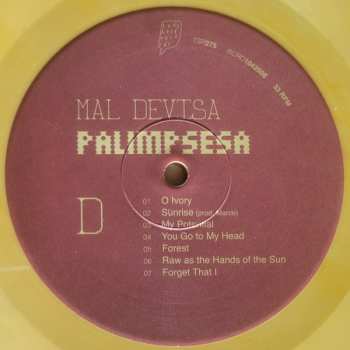 TSR275
33 RPM
MAL DEVISA
PALIMPSESA
D
01 O Ivory
02 Sunrise
03 My Potential
04 You Go to My Head
05 Forest
06 Raw as the Hands of the Sun
07 Forget That I